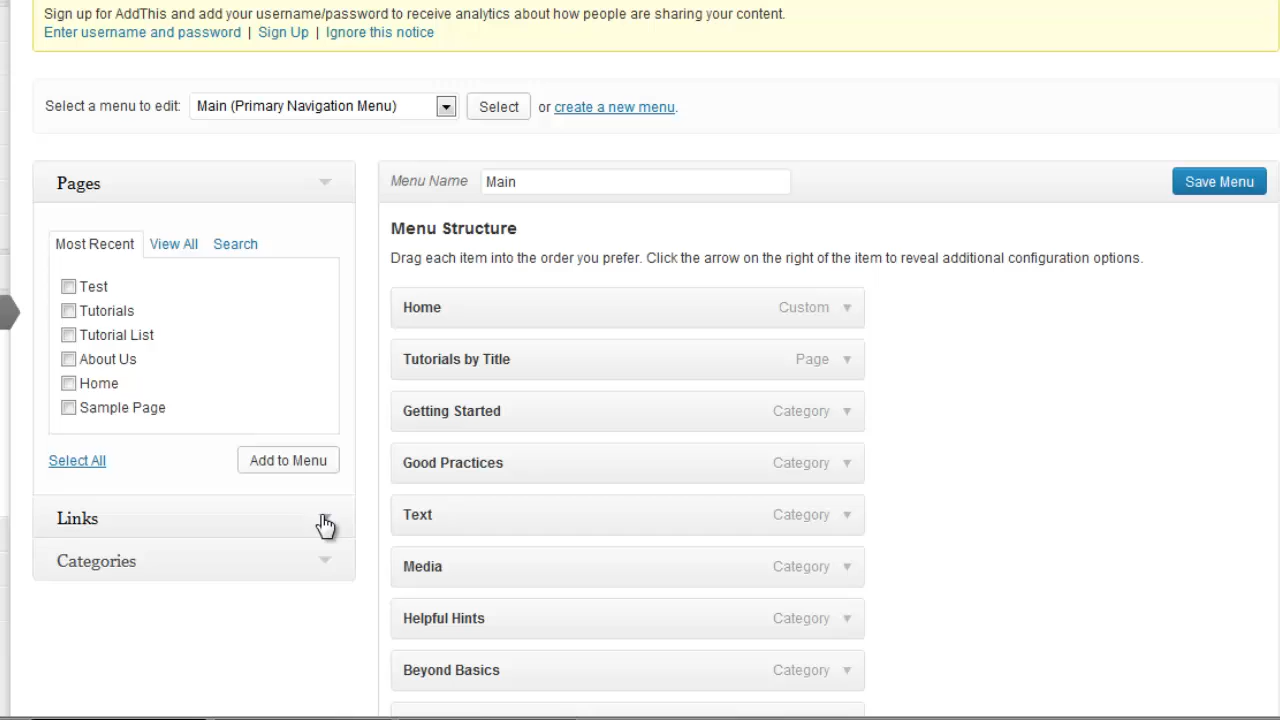 Sign up for AddThis and add your username/password to receive analytics about how people are sharing your content.
Enter username and password | Sign Up | Ignore this notice
Select a menu to edit: Main (Primary Navigation Menu) Select or create a new menu.
Pages
Most Recent View All Search
Test
Tutorials
Tutorial List
About Us
Home
Sample Page
Select All Add to Menu
Links
Categories
Menu Name Main Save Menu
Menu Structure
Drag each item into the order you prefer. Click the arrow on the right of the item to reveal additional configuration options.
Home Custom
Tutorials by Title Page
Getting Started Category
Good Practices Category
Text Category
Media Category
Helpful Hints Category
Beyond Basics Category